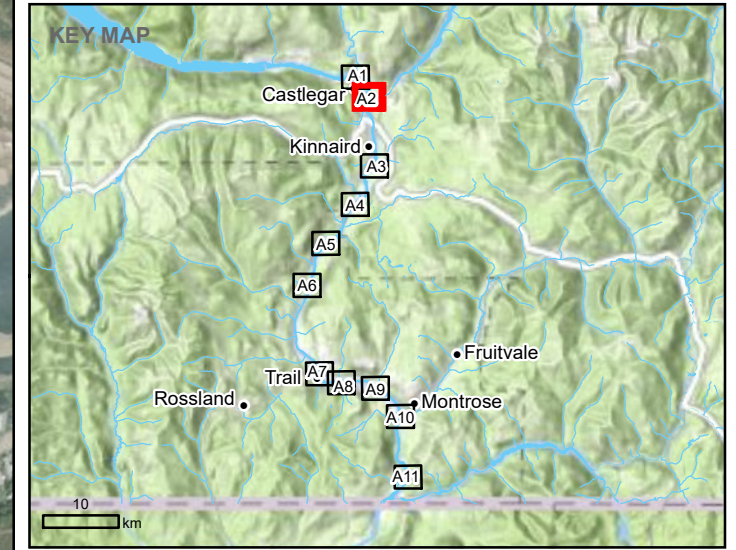 KEY MAP
A1
Castlegar
A2
Kinnaird
A3
A4
A5
A6
Fruitvale
A7
Trail
A8
A9
Rossland
Montrose
A10
A11
10
km